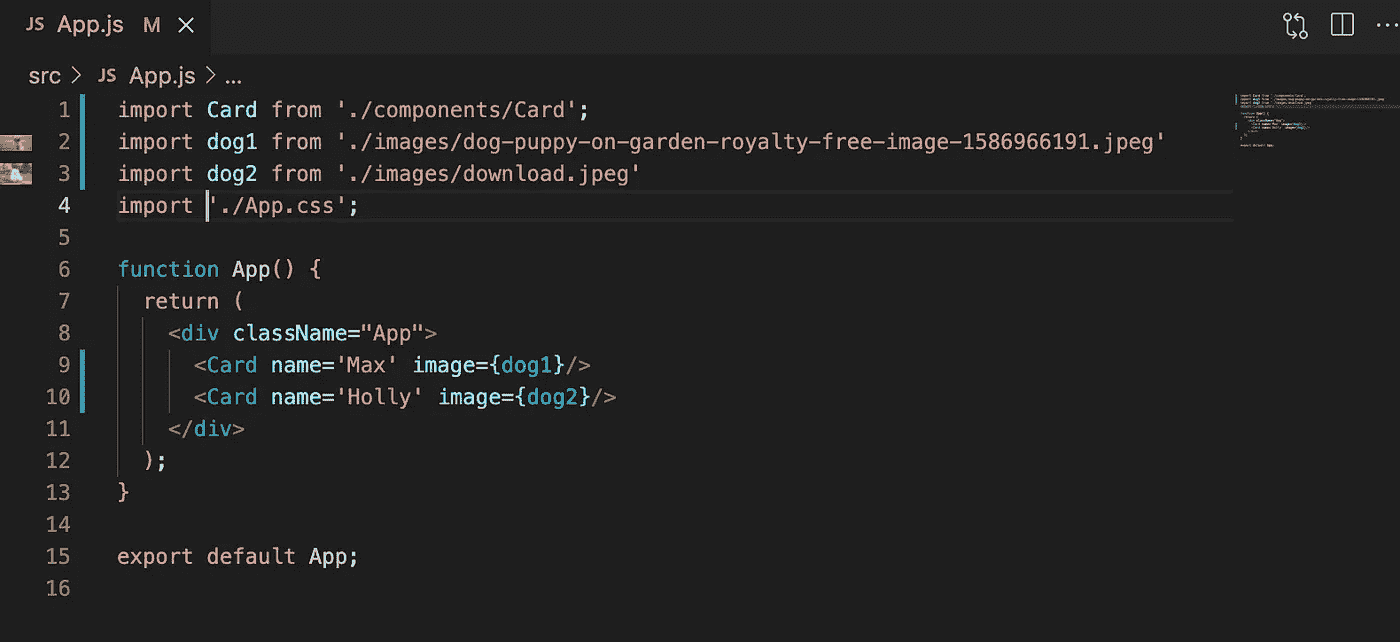 JS App.js M
src > JS App.js > ...
1 import Card from './components/Card';
2 import dog1 from './images/dog-puppy-on-garden-royalty-free-image-1586966191.jpeg'
3 import dog2 from './images/download.jpeg'
4 import './App.css';
5
6 function App() {
7   return (
8     <div className="App">
9       <Card name='Max' image={dog1}/>
10       <Card name='Holly' image={dog2}/>
11     </div>
12   );
13 }
14
15 export default App;
16